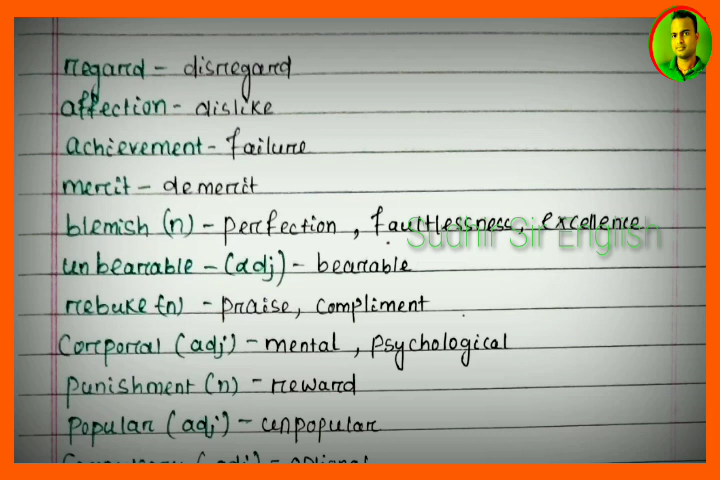 regard - disregard
affection - dislike
achievement - failure
merit - demerit
blemish (n) - perfection, faultlessness, excellence
Sudhir Sir English
unbearable - (adj) - bearable
rebuke (n) - praise, compliment
Corporal (adj) - mental, psychological
punishment (n) - reward
popular (adj) - unpopular